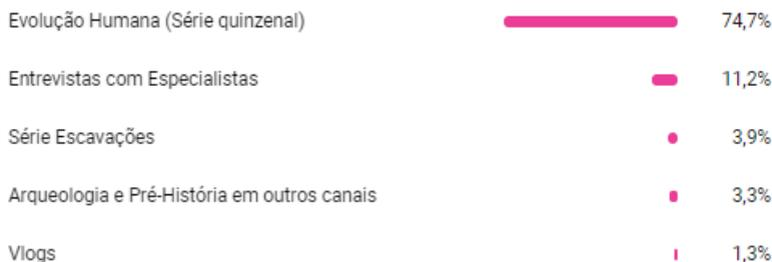 Evolução Humana (Série quinzenal) 74,7%
Entrevistas com Especialistas 11,2%
Série Escavações 3,9%
Arqueologia e Pré-História em outros canais 3,3%
Vlogs 1,3%